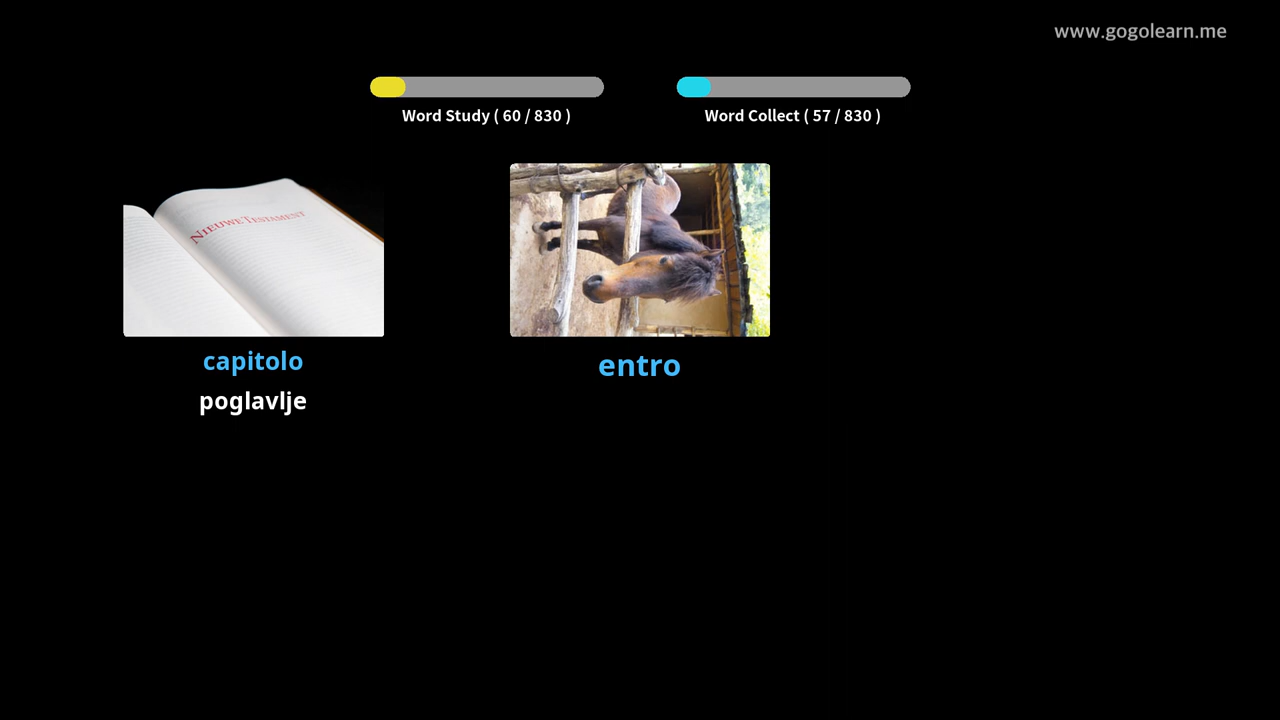 www.gogolearn.me
Word Study ( 60 / 830 )
Word Collect ( 57 / 830 )
NIEUWE TESTAMENT
capitolo
poglavlje
entro